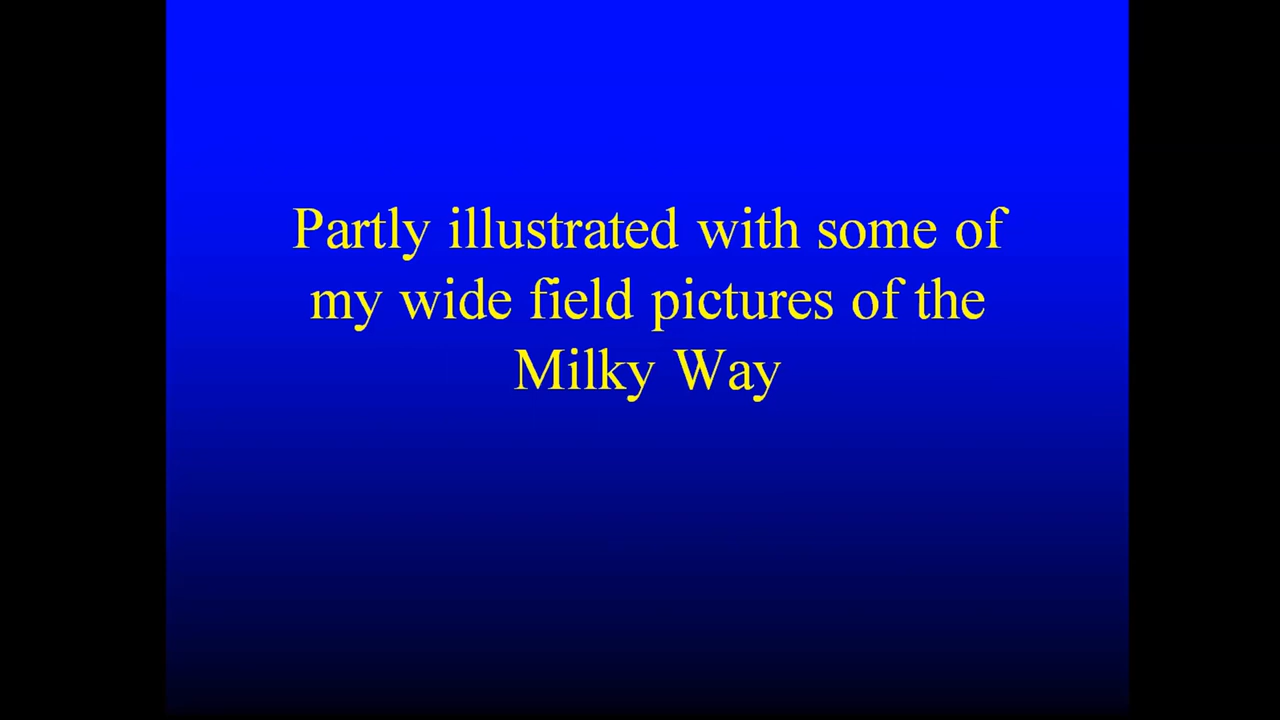 Partly illustrated with some of
my wide field pictures of the
Milky Way